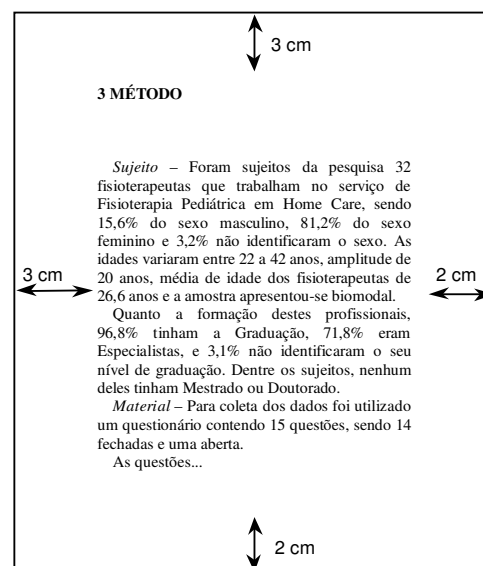 3 cm
3 MÉTODO
Sujeito – Foram sujeitos da pesquisa 32
fisioterapeutas que trabalham no serviço de
Fisioterapia Pediátrica em Home Care, sendo
15,6% do sexo masculino, 81,2% do sexo
feminino e 3,2% não identificaram o sexo. As
idades variaram entre 22 a 42 anos, amplitude de
20 anos, média de idade dos fisioterapeutas de
26,6 anos e a amostra apresentou-se biomodal.
3 cm
2 cm
Quanto a formação destes profissionais,
96,8% tinham a Graduação, 71,8% eram
Especialistas, e 3,1% não identificaram o seu
nível de graduação. Dentre os sujeitos, nenhum
deles tinham Mestrado ou Doutorado.
Material – Para coleta dos dados foi utilizado
um questionário contendo 15 questões, sendo 14
fechadas e uma aberta.
As questões...
2 cm